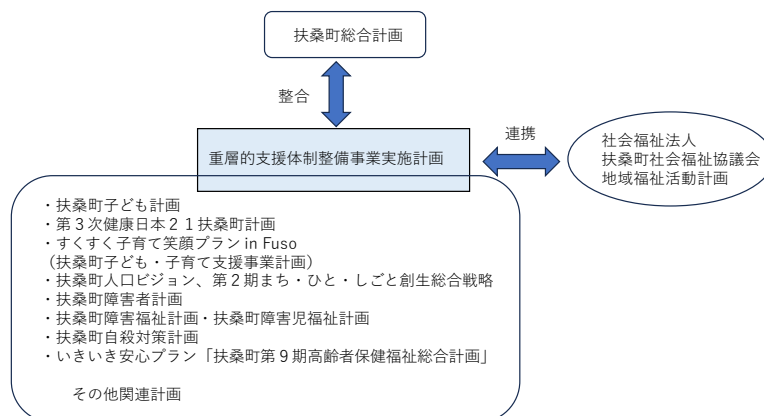 扶桑町総合計画
整合
重層的支援体制整備事業実施計画
連携
社会福祉法人
扶桑町社会福祉協議会
地域福祉活動計画
・扶桑町子ども計画
・第３次健康日本２１扶桑町計画
・すくすく子育て笑顔プラン in Fuso
（扶桑町子ども・子育て支援事業計画）
・扶桑町人口ビジョン、第２期まち・ひと・しごと創生総合戦略
・扶桑町障害者計画
・扶桑町障害福祉計画・扶桑町障害児福祉計画
・扶桑町自殺対策計画
・いきいき安心プラン「扶桑町第９期高齢者保健福祉総合計画」
その他関連計画